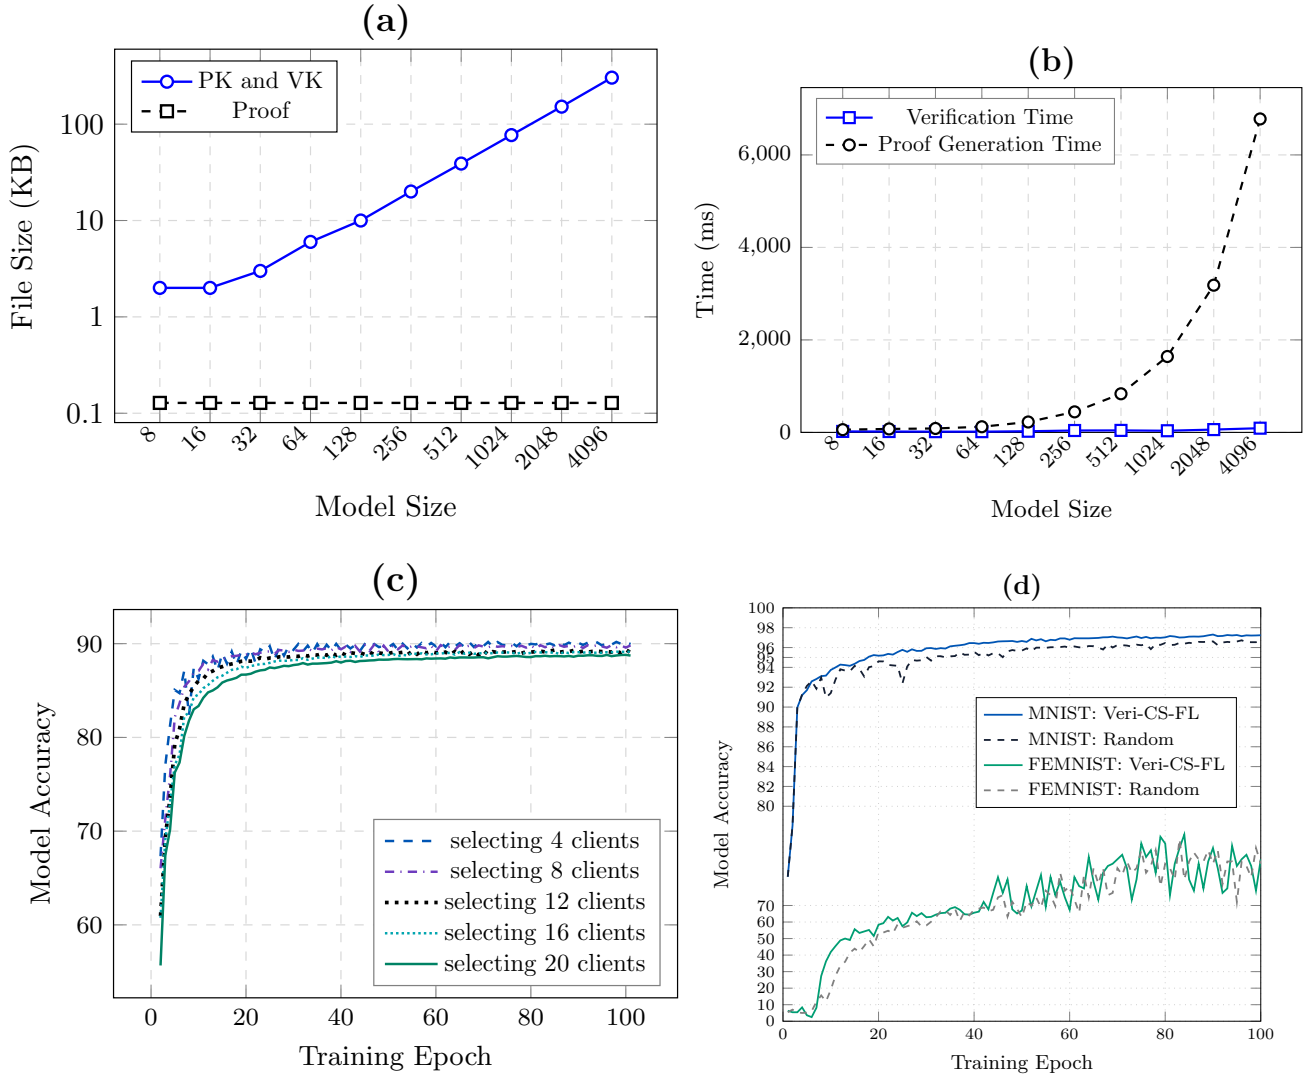 (a)
PK and VK
Proof
100
10
1
0.1
File Size (KB)
8
16
32
64
128
256
512
1024
2048
4096
Model Size
(b)
Verification Time
Proof Generation Time
6,000
4,000
2,000
0
Time (ms)
8
16
32
64
128
256
512
1024
2048
4096
Model Size
(c)
90
80
70
60
Model Accuracy
selecting 4 clients
selecting 8 clients
selecting 12 clients
selecting 16 clients
selecting 20 clients
0
20
40
60
80
100
Training Epoch
(d)
100
98
96
94
92
90
88
86
84
82
80
70
60
50
40
30
20
10
0
Model Accuracy
MNIST: Veri-CS-FL
MNIST: Random
FEMNIST: Veri-CS-FL
FEMNIST: Random
0
20
40
60
80
100
Training Epoch